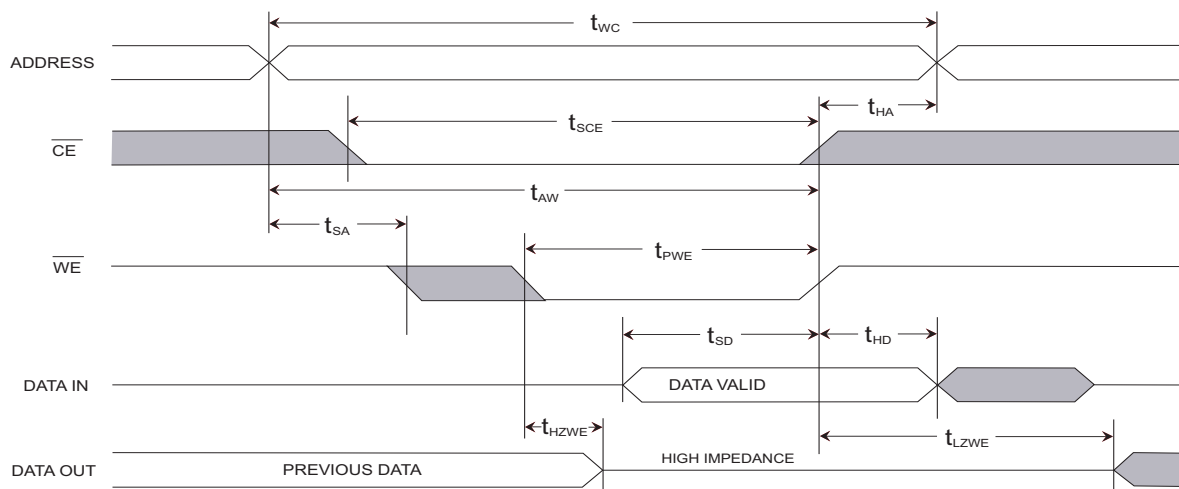 tWC
ADDRESS
tHA
tSCE
CE
tAW
tSA
tPWE
WE
tSD
tHD
DATA IN
DATA VALID
tHZWE
tLZWE
DATA OUT
PREVIOUS DATA
HIGH IMPEDANCE